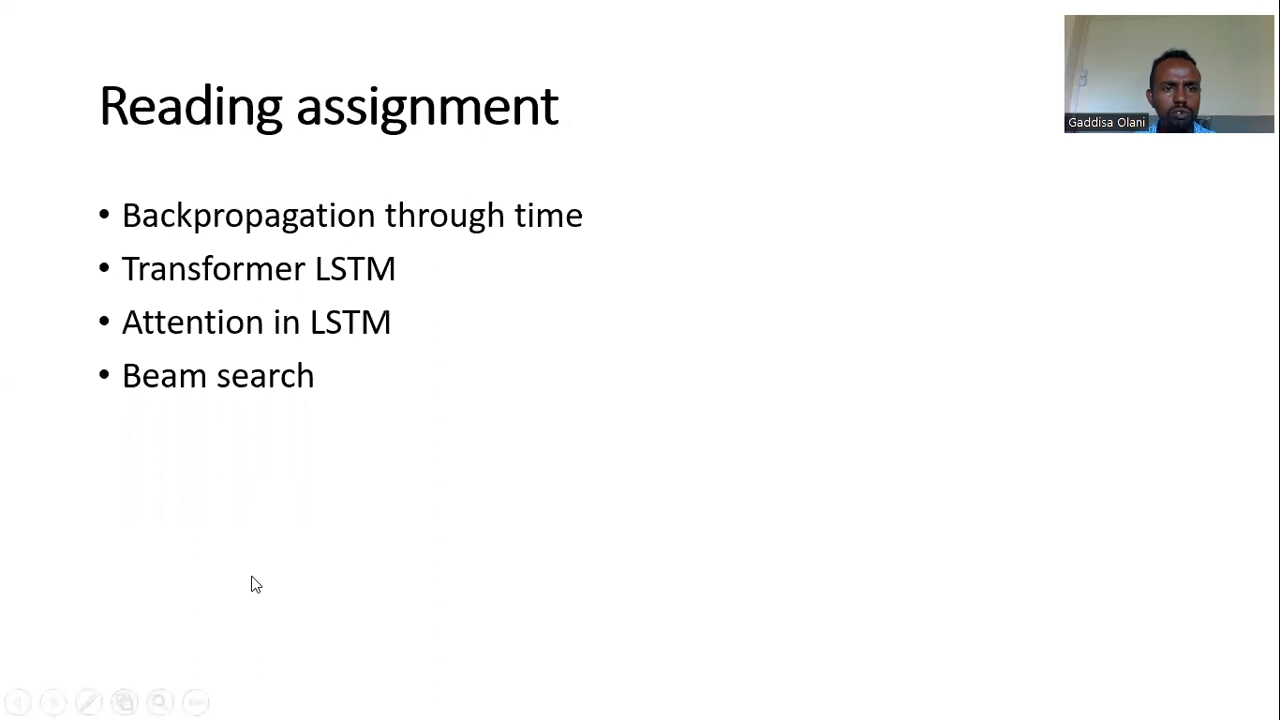 Reading assignment
Gaddisa Olani
• Backpropagation through time
• Transformer LSTM
• Attention in LSTM
• Beam search